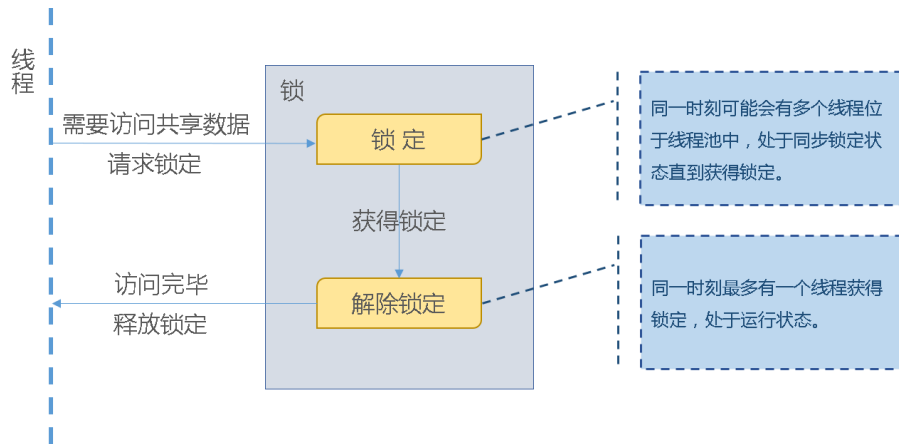 线程
锁
需要访问共享数据
请求锁定
锁 定
同一时刻可能会有多个线程位
于线程池中，处于同步锁定状
态直到获得锁定。
获得锁定
访问完毕
释放锁定
解除锁定
同一时刻最多有一个线程获得
锁定，处于运行状态。